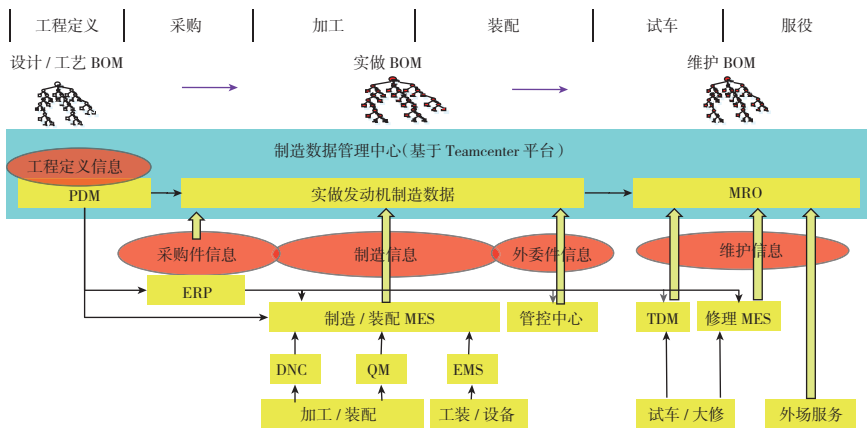 工程定义
采购
加工
装配
试车
服役
设计 / 工艺 BOM
实做 BOM
维护 BOM
制造数据管理中心(基于 Teamcenter 平台)
工程定义信息
PDM
实做发动机制造数据
MRO
采购件信息
制造信息
外委件信息
维护信息
ERP
制造 / 装配 MES
管控中心
TDM
修理 MES
DNC
QM
EMS
加工 / 装配
工装 / 设备
试车 / 大修
外场服务